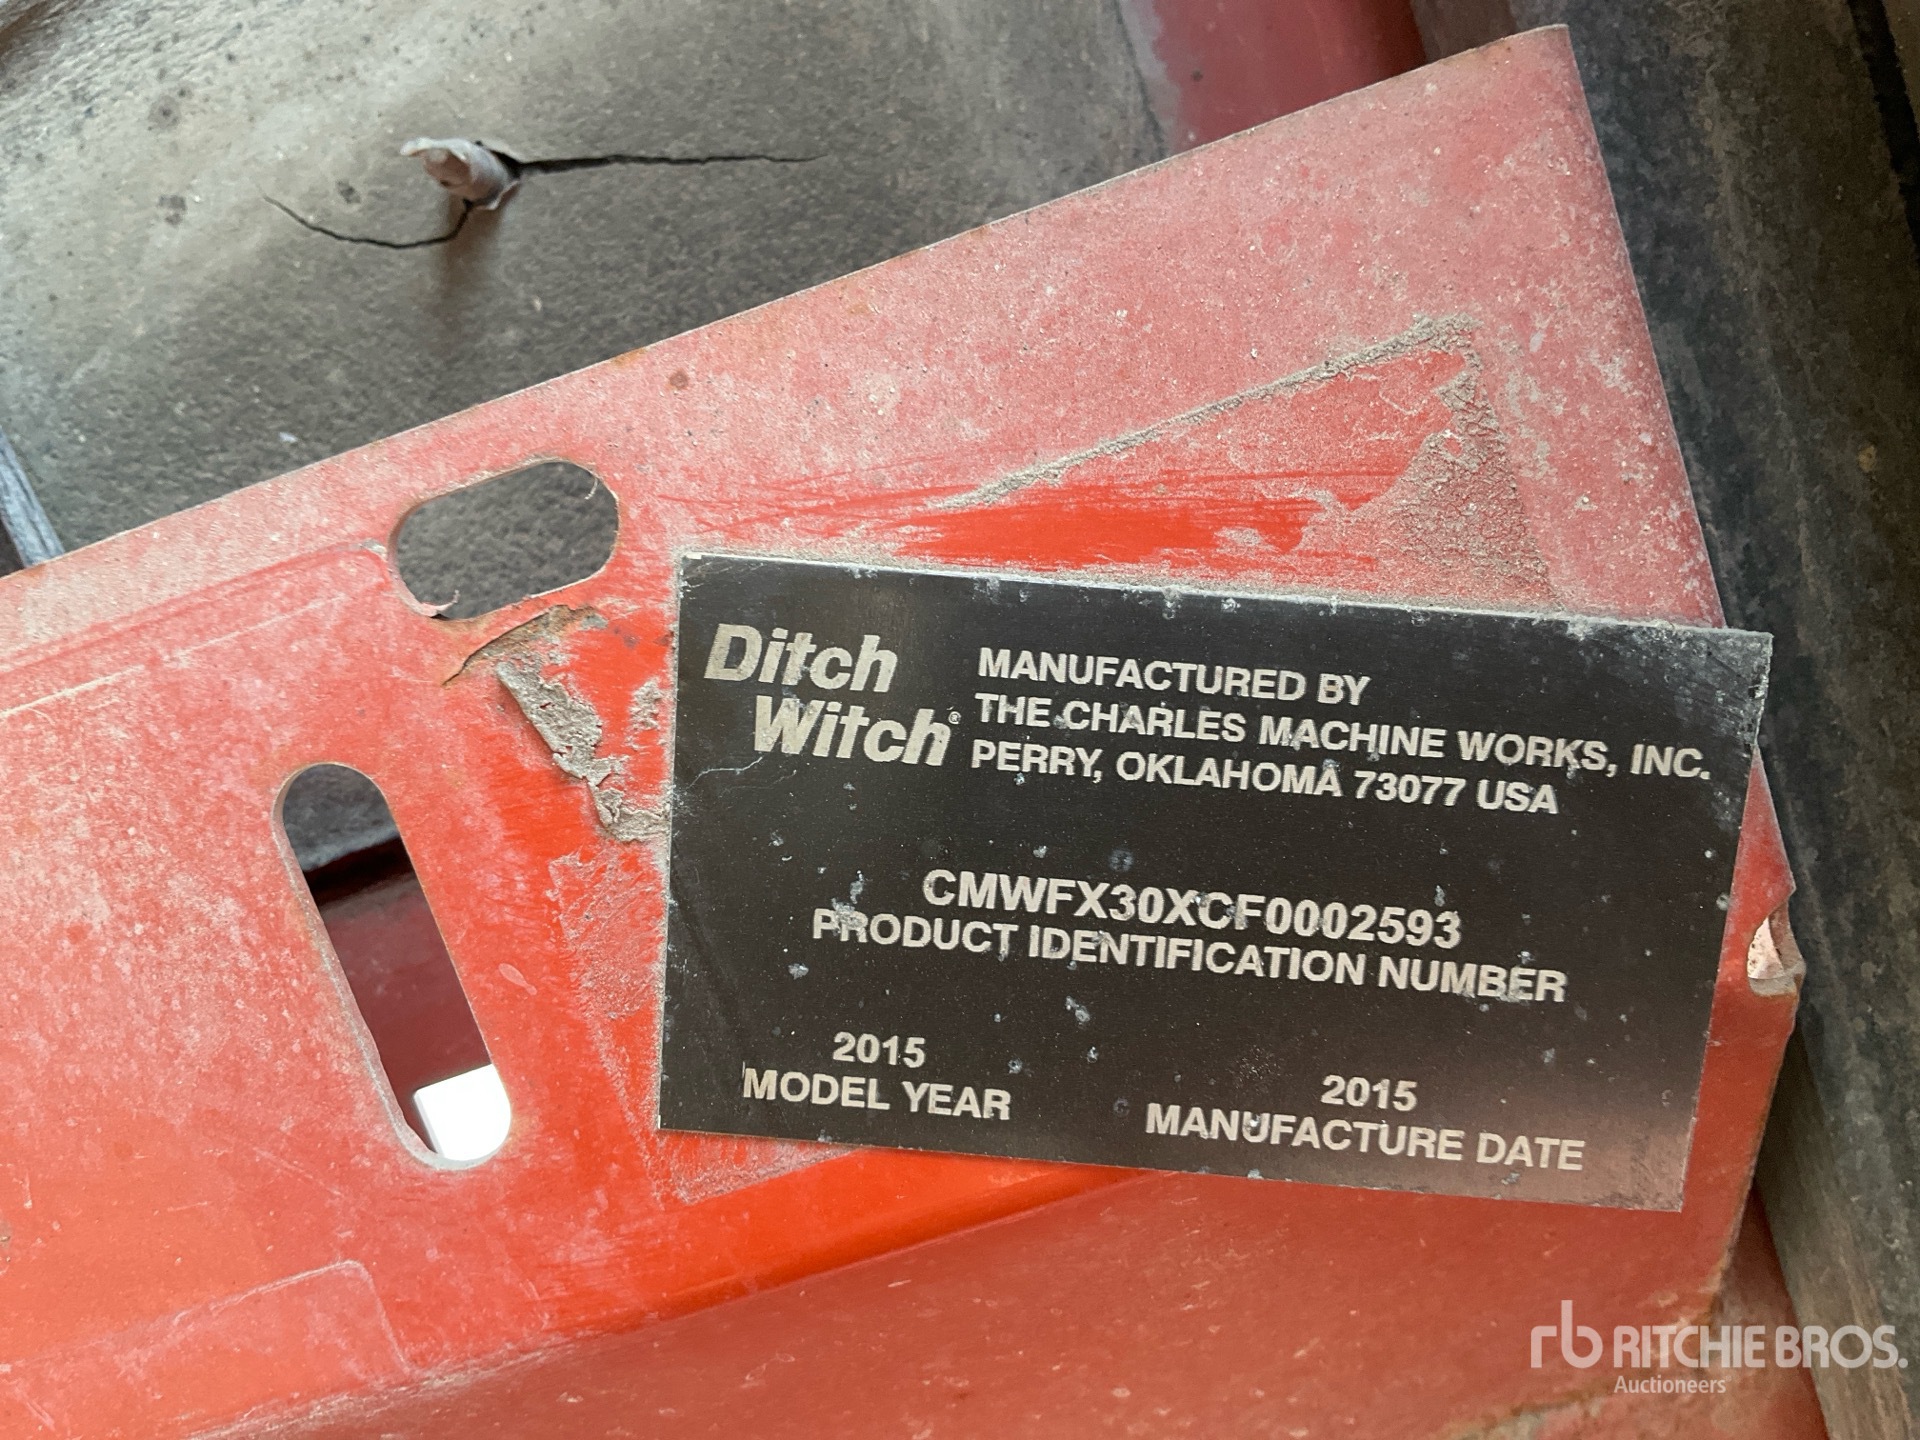 Ditch
Witch®
MANUFACTURED BY
THE CHARLES MACHINE WORKS, INC.
PERRY, OKLAHOMA 73077 USA
CMWFX30XCF0002593
PRODUCT IDENTIFICATION NUMBER
2015
MODEL YEAR
2015
MANUFACTURE DATE
rb RITCHIE BROS.
Auctioneers